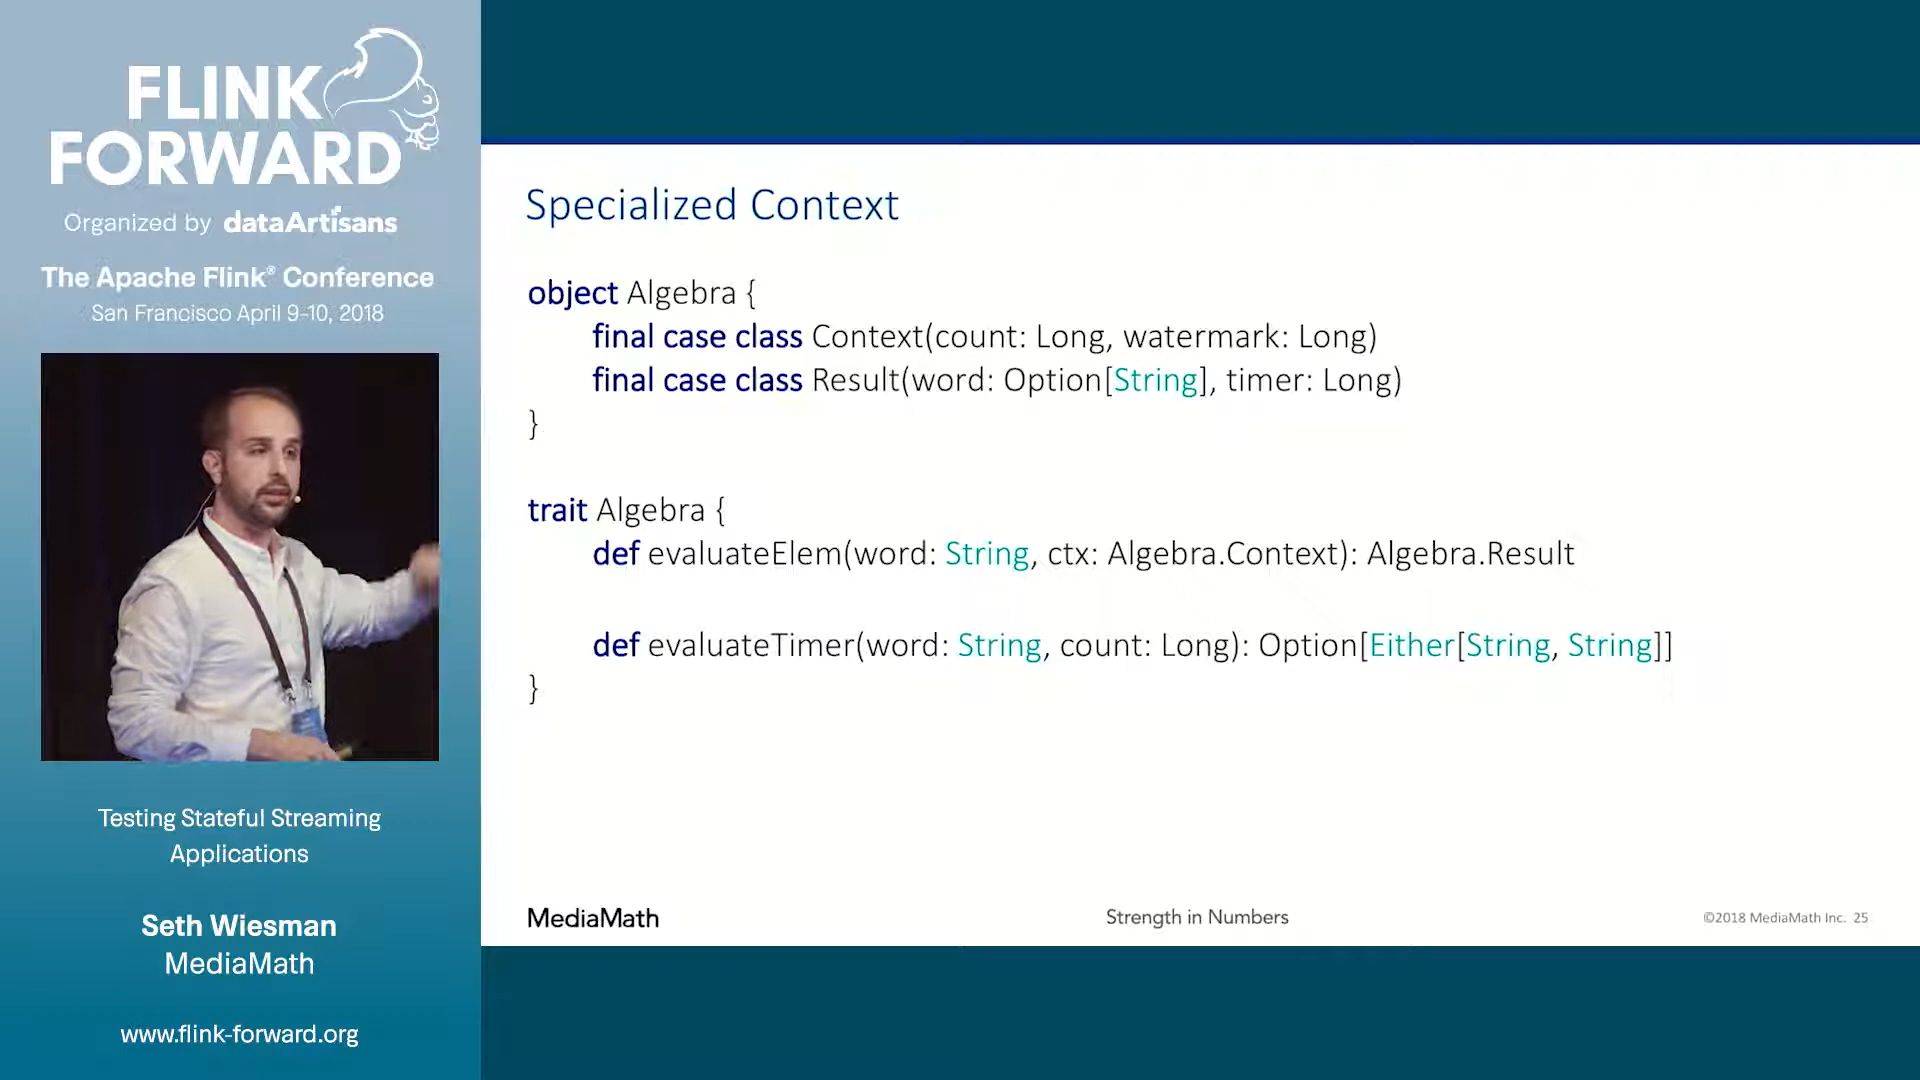 FLINK
FORWARD
Organized by dataArtisans
The Apache Flink® Conference
San Francisco April 9-10, 2018
Testing Stateful Streaming
Applications
Seth Wiesman
MediaMath
www.flink-forward.org
Specialized Context
object Algebra {
final case class Context(count: Long, watermark: Long)
final case class Result(word: Option[String], timer: Long)
}
trait Algebra {
def evaluateElem(word: String, ctx: Algebra.Context): Algebra.Result
def evaluateTimer(word: String, count: Long): Option[Either[String, String]]
}
MediaMath
Strength in Numbers
©2018 MediaMath Inc. 25